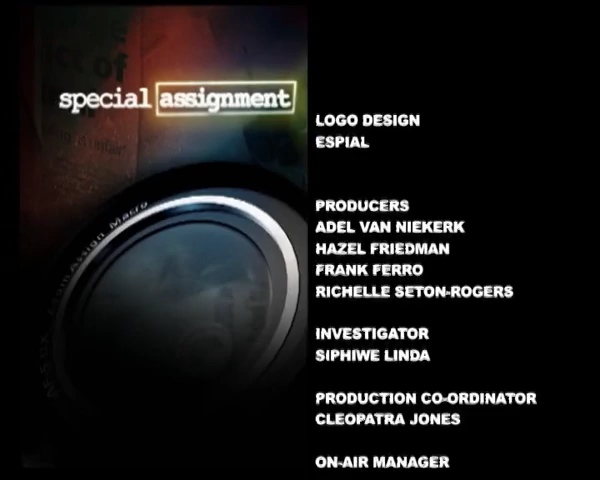 special assignment
LOGO DESIGN
ESPIAL
PRODUCERS
ADEL VAN NIEKERK
HAZEL FRIEDMAN
FRANK FERRO
RICHELLE SETON-ROGERS
INVESTIGATOR
SIPHIWE LINDA
PRODUCTION CO-ORDINATOR
CLEOPATRA JONES
ON-AIR MANAGER
Macro